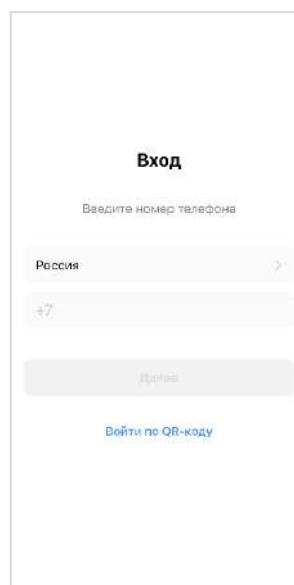 Вход
Введите номер телефона
Россия
+7
Далее
Войти по QR-коду